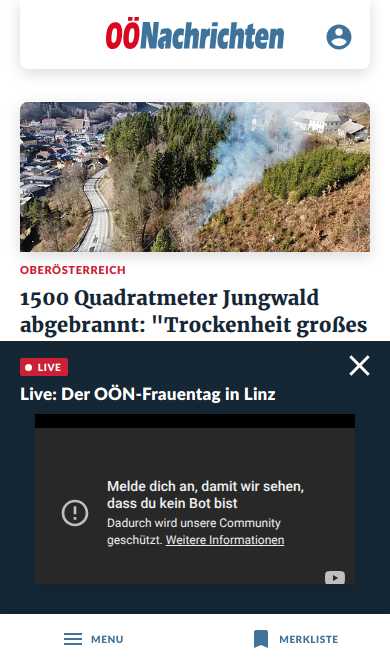 OÖNachrichten
OBERÖSTERREICH
1500 Quadratmeter Jungwald
abgebrannt: "Trockenheit großes
LIVE
Live: Der OÖN-Frauentag in Linz
Melde dich an, damit wir sehen,
dass du kein Bot bist
Dadurch wird unsere Community
geschützt. Weitere Informationen
MENU
MERKLISTE